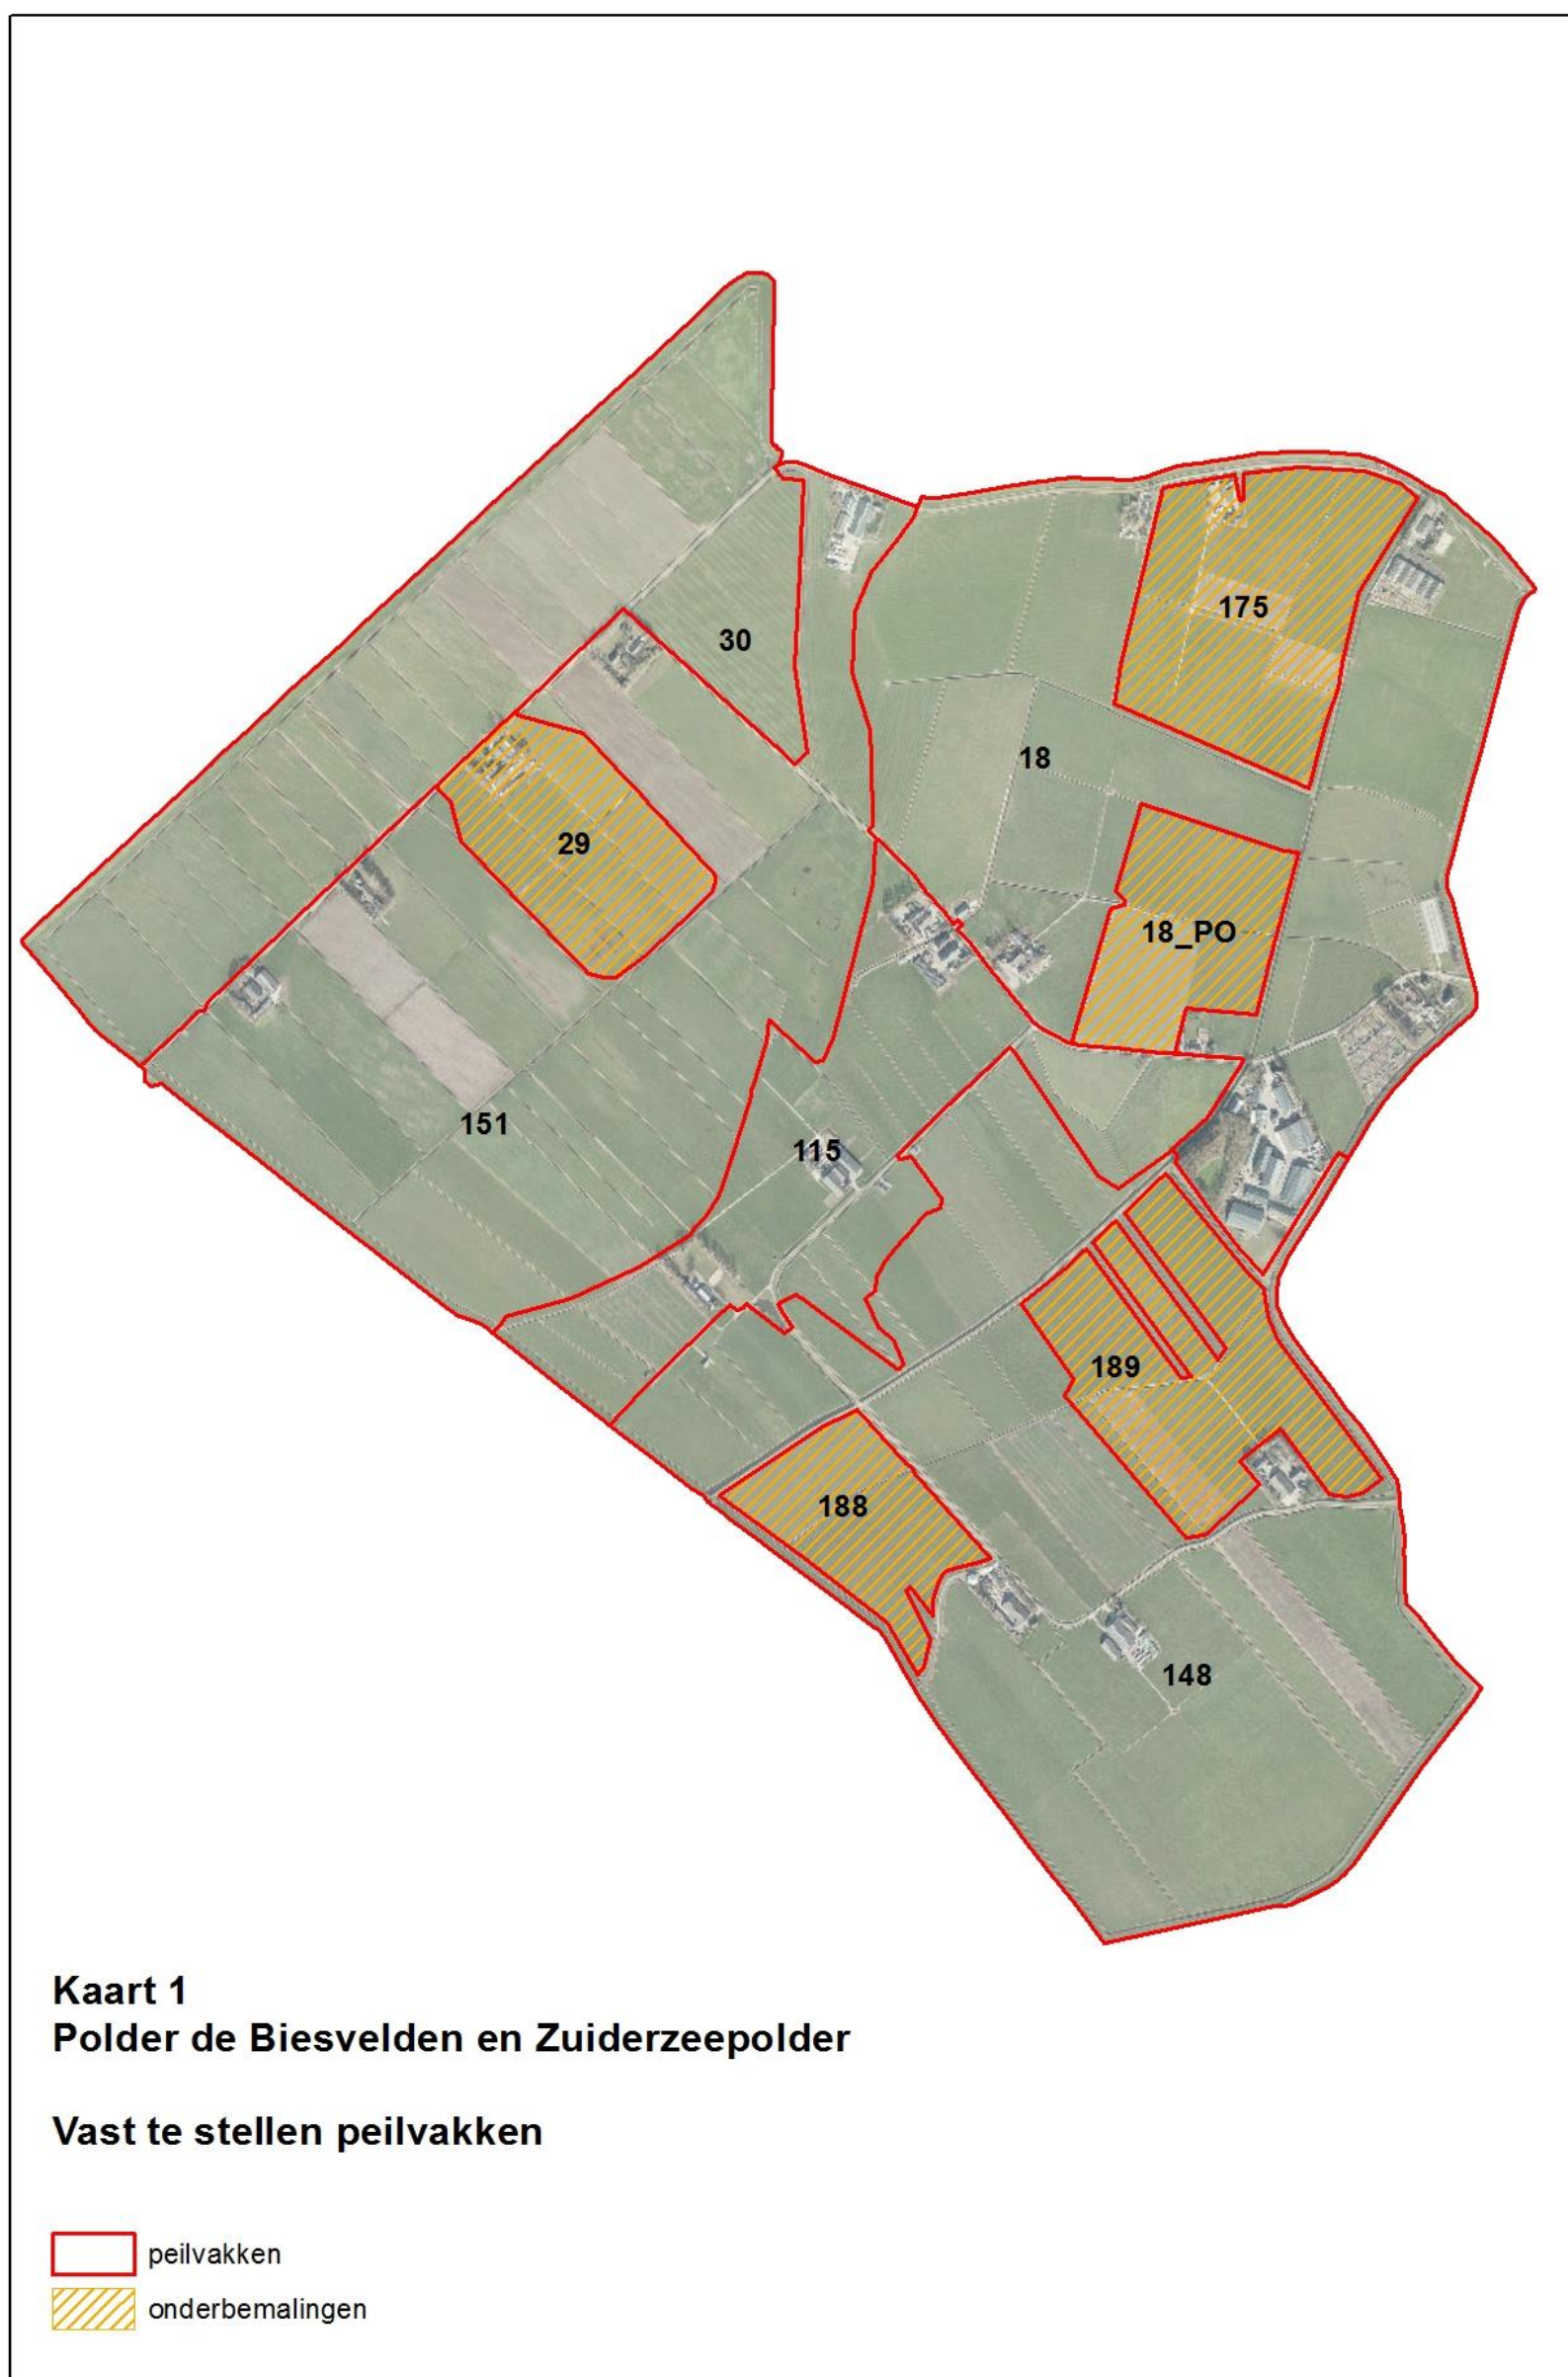 175
30
18
29
18_PO
151
115
189
188
148
Kaart 1
Polder de Biesvelden en Zuiderzeepolder
Vast te stellen peilvakken
peilvakken
onderbemalingen